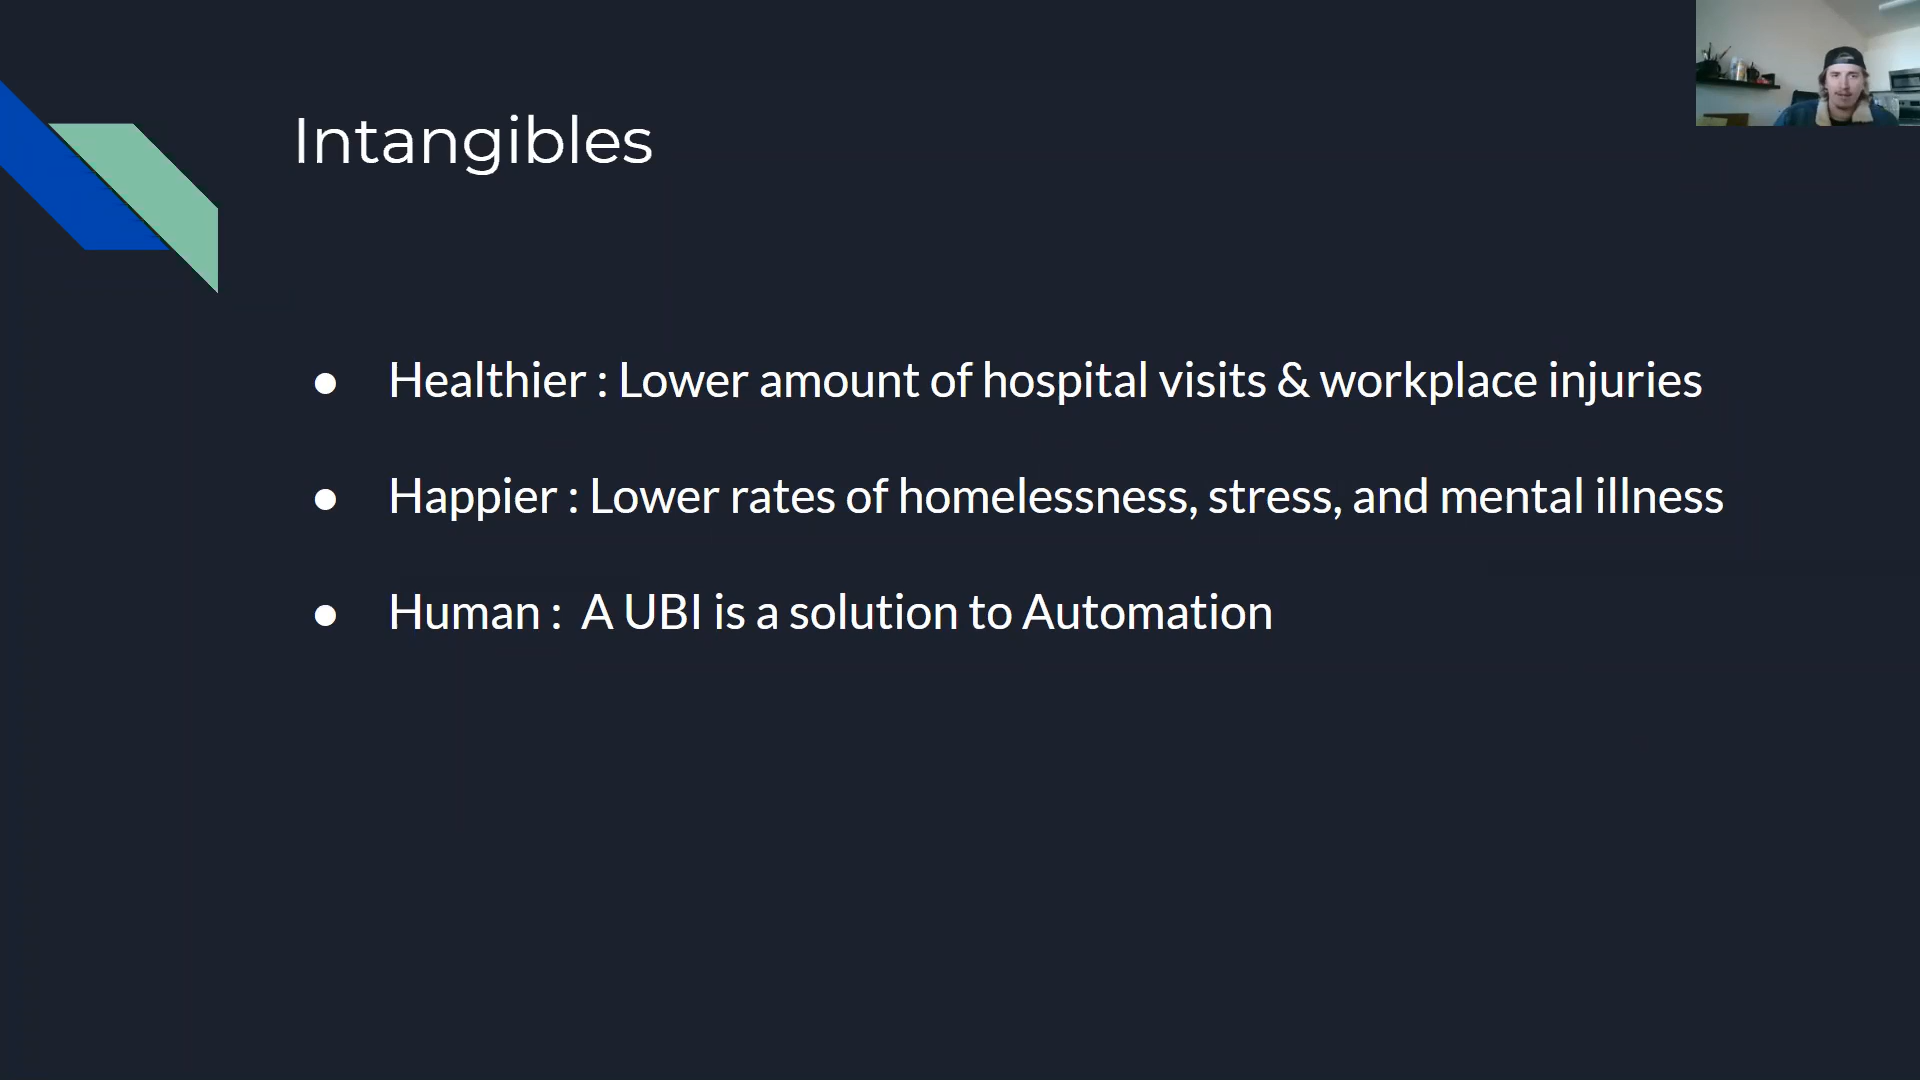 Intangibles
● Healthier : Lower amount of hospital visits & workplace injuries
● Happier : Lower rates of homelessness, stress, and mental illness
● Human :  A UBI is a solution to Automation